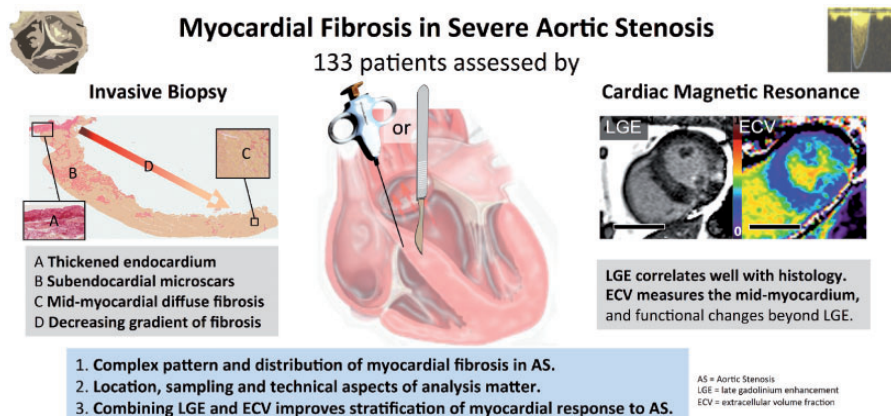 Myocardial Fibrosis in Severe Aortic Stenosis
133 patients assessed by
Invasive Biopsy
A
B
C
D
A Thickened endocardium
B Subendocardial microscars
C Mid-myocardial diffuse fibrosis
D Decreasing gradient of fibrosis
or
Cardiac Magnetic Resonance
LGE
ECV
0
LGE correlates well with histology.
ECV measures the mid-myocardium,
and functional changes beyond LGE.
1. Complex pattern and distribution of myocardial fibrosis in AS.
2. Location, sampling and technical aspects of analysis matter.
3. Combining LGE and ECV improves stratification of myocardial response to AS.
AS = Aortic Stenosis
LGE = late gadolinium enhancement
ECV = extracellular volume fraction